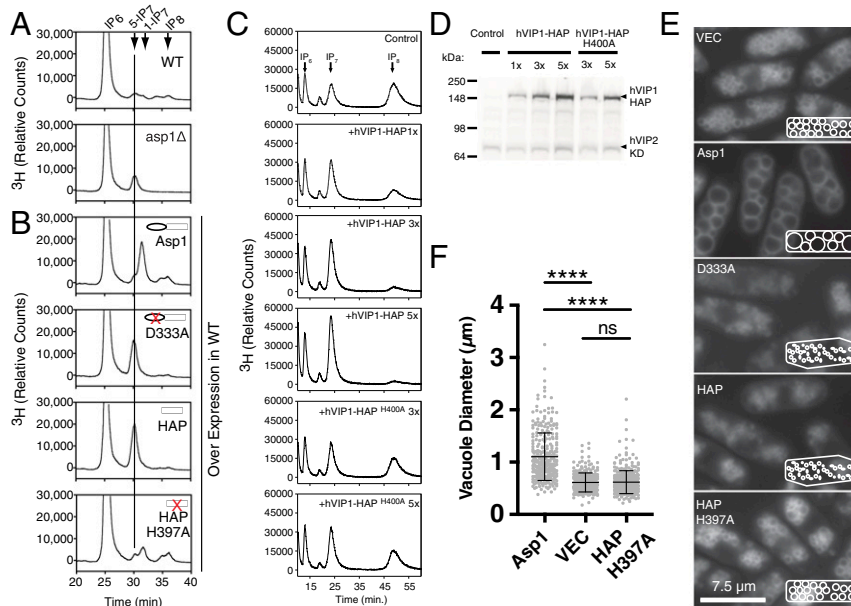 A
IP6
5-IP7
1-IP7
IP8
30,000
20,000
10,000
0
WT
30,000
20,000
10,000
0
asp1Δ
³H (Relative Counts)
B
30,000
20,000
10,000
0
Asp1
30,000
20,000
10,000
0
D333A
30,000
20,000
10,000
0
HAP
30,000
20,000
10,000
0
HAP
H397A
³H (Relative Counts)
20 25 30 35 40
Time (min)
Over Expression in WT
C
60000
45000
30000
15000
0
Control
IP₆
IP₇
IP₈
60000
45000
30000
15000
0
+hVIP1-HAP1x
60000
45000
30000
15000
0
+hVIP1-HAP 3x
60000
45000
30000
15000
0
+hVIP1-HAP 5x
60000
45000
30000
15000
0
+hVIP1-HAP H400A 3x
60000
45000
30000
15000
0
+hVIP1-HAP H400A 5x
³H (Relative Counts)
15 30 45
Time (min.)
D
Control
hVIP1-HAP
hVIP1-HAP
H400A
kDa:
1x 3x 5x 3x 5x
250
148
98
64
hVIP1
HAP
hVIP2
KD
F
Vacuole Diameter (µm)
4
3
2
1
0
****
****
ns
Asp1
VEC
HAP
H397A
E
VEC
Asp1
D333A
HAP
HAP
H397A
7.5 µm